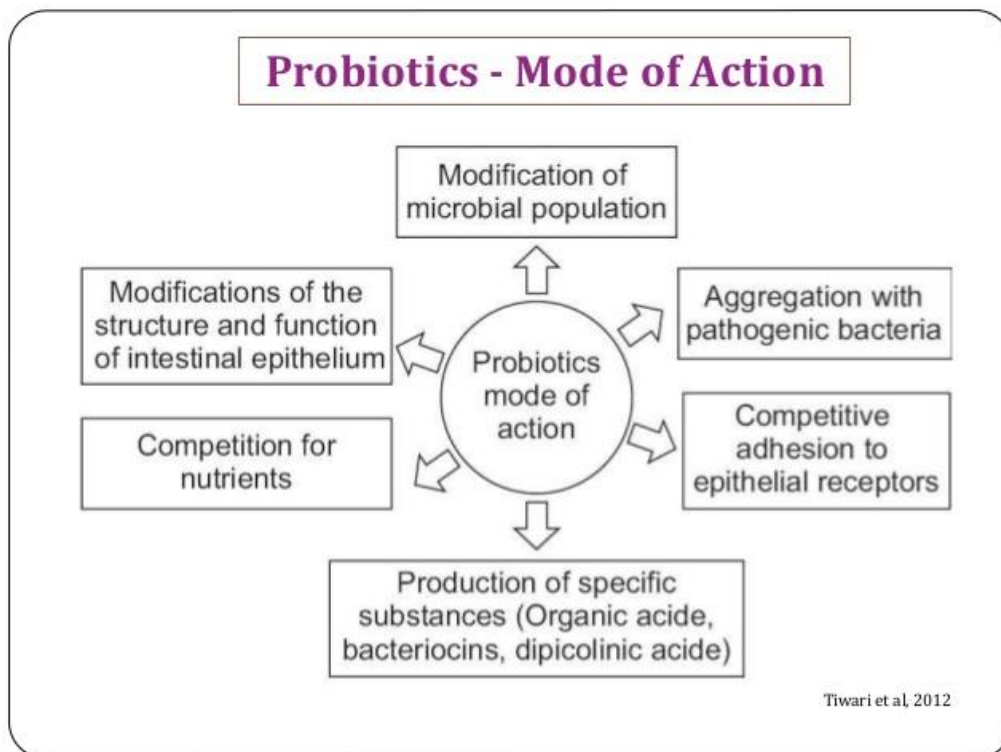 Probiotics - Mode of Action
Modification of
microbial population
Modifications of the
structure and function
of intestinal epithelium
Aggregation with
pathogenic bacteria
Probiotics
mode of
action
Competition for
nutrients
Competitive
adhesion to
epithelial receptors
Production of specific
substances (Organic acide,
bacteriocins, dipicolinic acide)
Tiwari et al, 2012